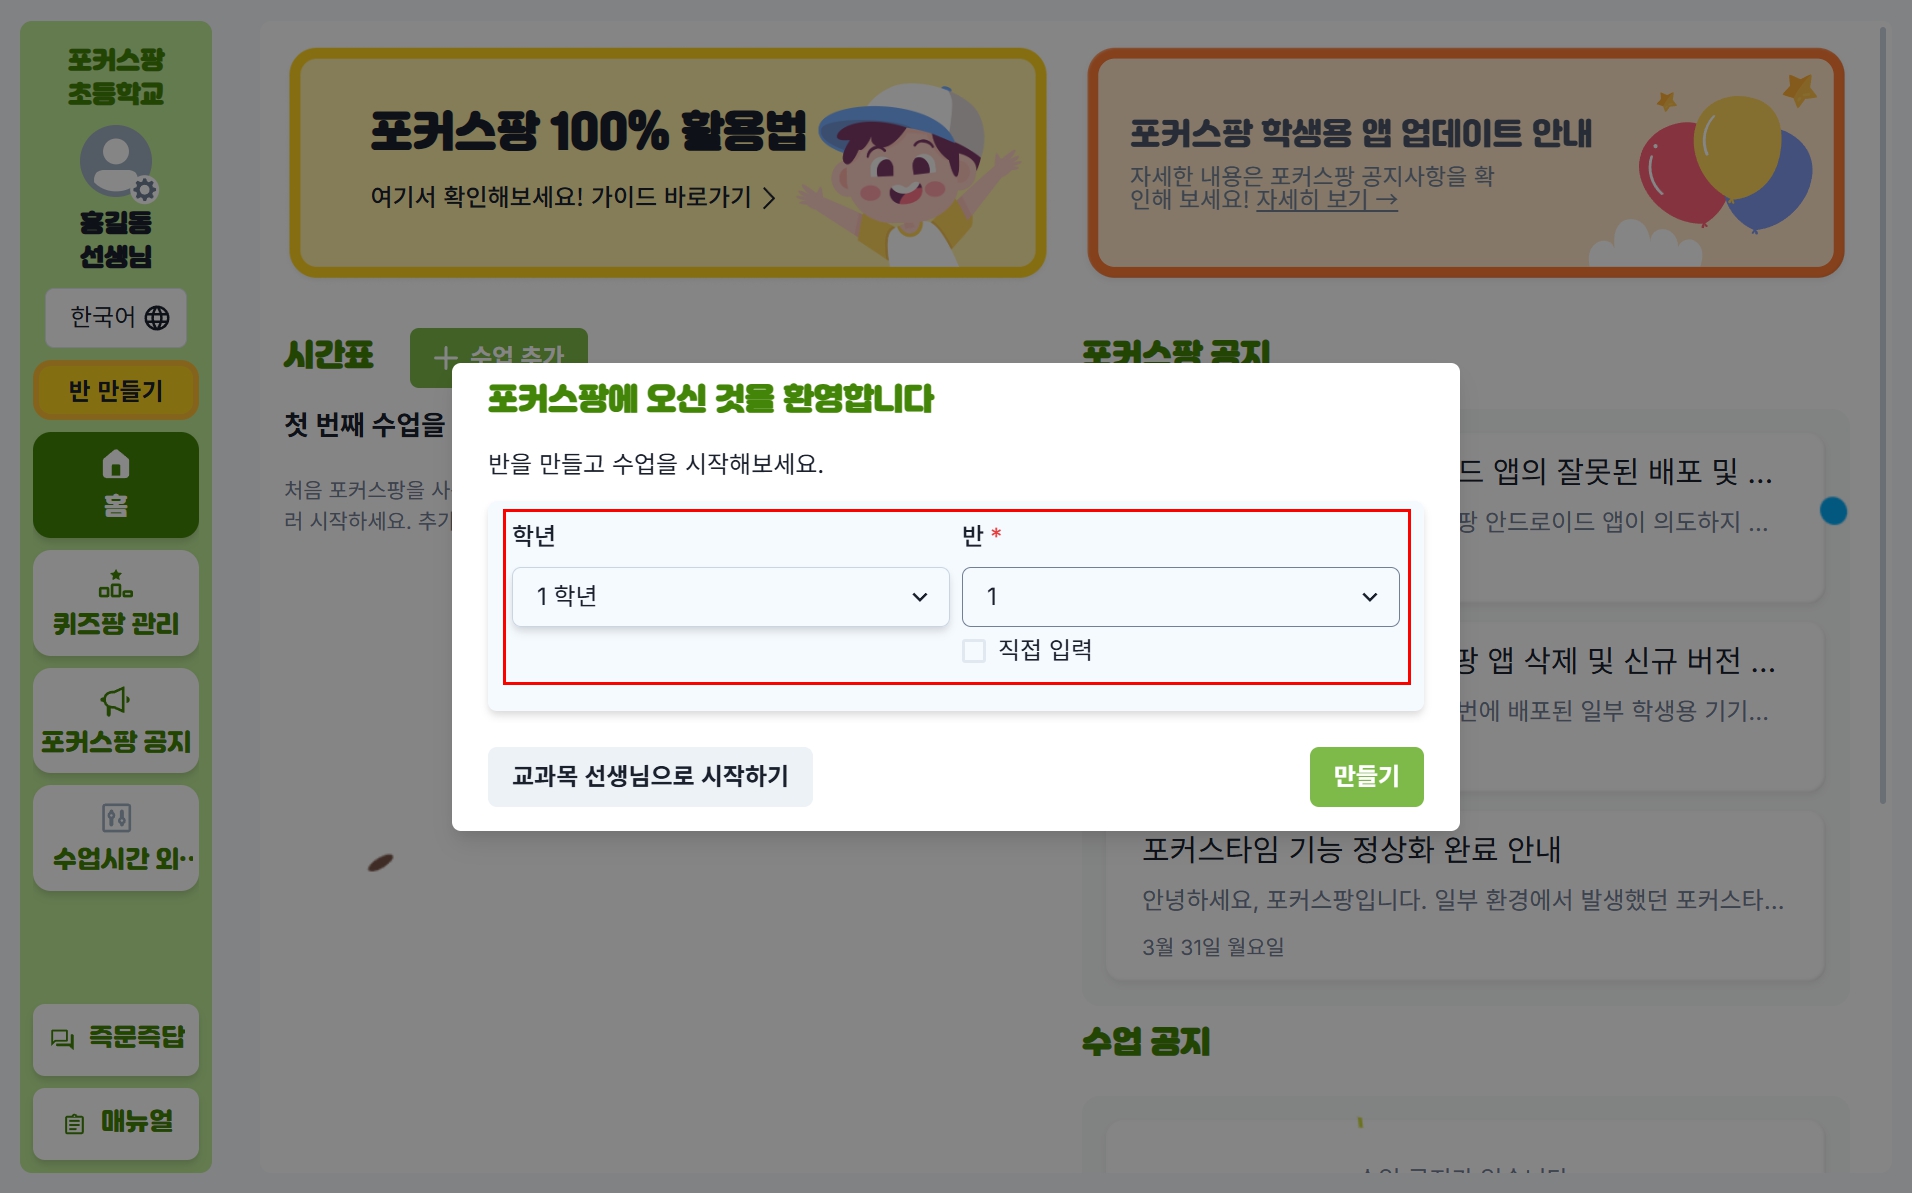 포커스팡
초등학교
홍길동
선생님
한국어
반 만들기
홈
퀴즈팡 관리
포커스팡 공지
수업시간 외··
즉문즉답
매뉴얼
포커스팡 100% 활용법
여기서 확인해보세요! 가이드 바로가기 >
포커스팡 학생용 앱 업데이트 안내
자세한 내용은 포커스팡 공지사항을 확
인해 보세요! 자세히 보기 →
시간표
+ 수업 추가
첫 번째 수업을
처음 포커스팡을 사
러 시작하세요. 추가
포커스팡에 오신 것을 환영합니다
반을 만들고 수업을 시작해보세요.
학년
반 *
1 학년
1
직접 입력
교과목 선생님으로 시작하기
만들기
포커스팡 공지
드 앱의 잘못된 배포 및 ...
팡 안드로이드 앱이 의도하지 ...
팡 앱 삭제 및 신규 버전 ...
번에 배포된 일부 학생용 기기...
포커스타임 기능 정상화 완료 안내
안녕하세요, 포커스팡입니다. 일부 환경에서 발생했던 포커스타...
3월 31일 월요일
수업 공지